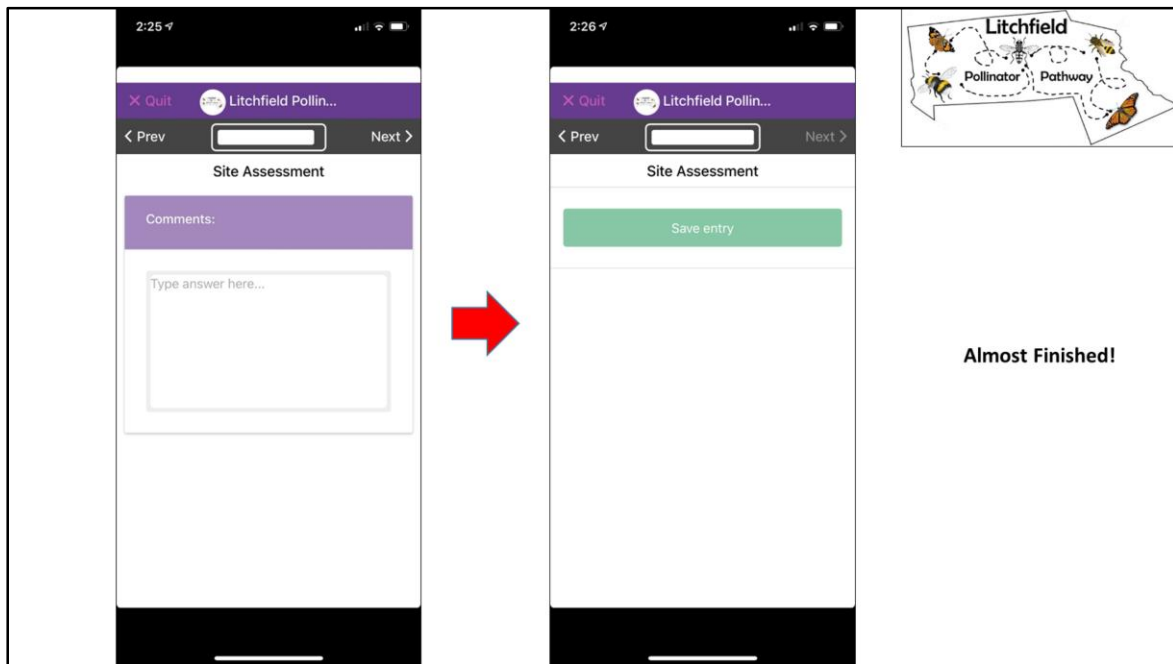 2:25
× Quit
Litchfield Pollin...
< Prev
Next >
Site Assessment
Comments:
Type answer here...
2:26
× Quit
Litchfield Pollin...
< Prev
Next >
Site Assessment
Save entry
Litchfield
Pollinator Pathway
Almost Finished!